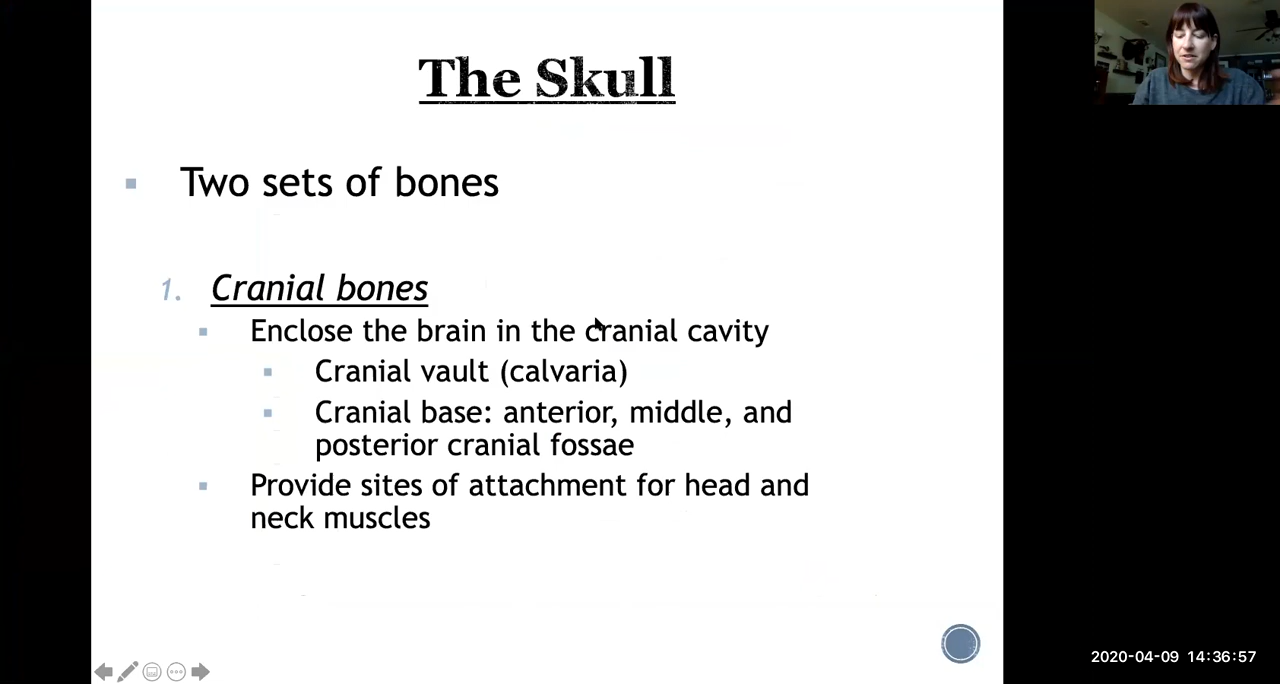 The Skull
Two sets of bones
1. Cranial bones
Enclose the brain in the cranial cavity
Cranial vault (calvaria)
Cranial base: anterior, middle, and
posterior cranial fossae
Provide sites of attachment for head and
neck muscles
2020-04-09 14:36:57